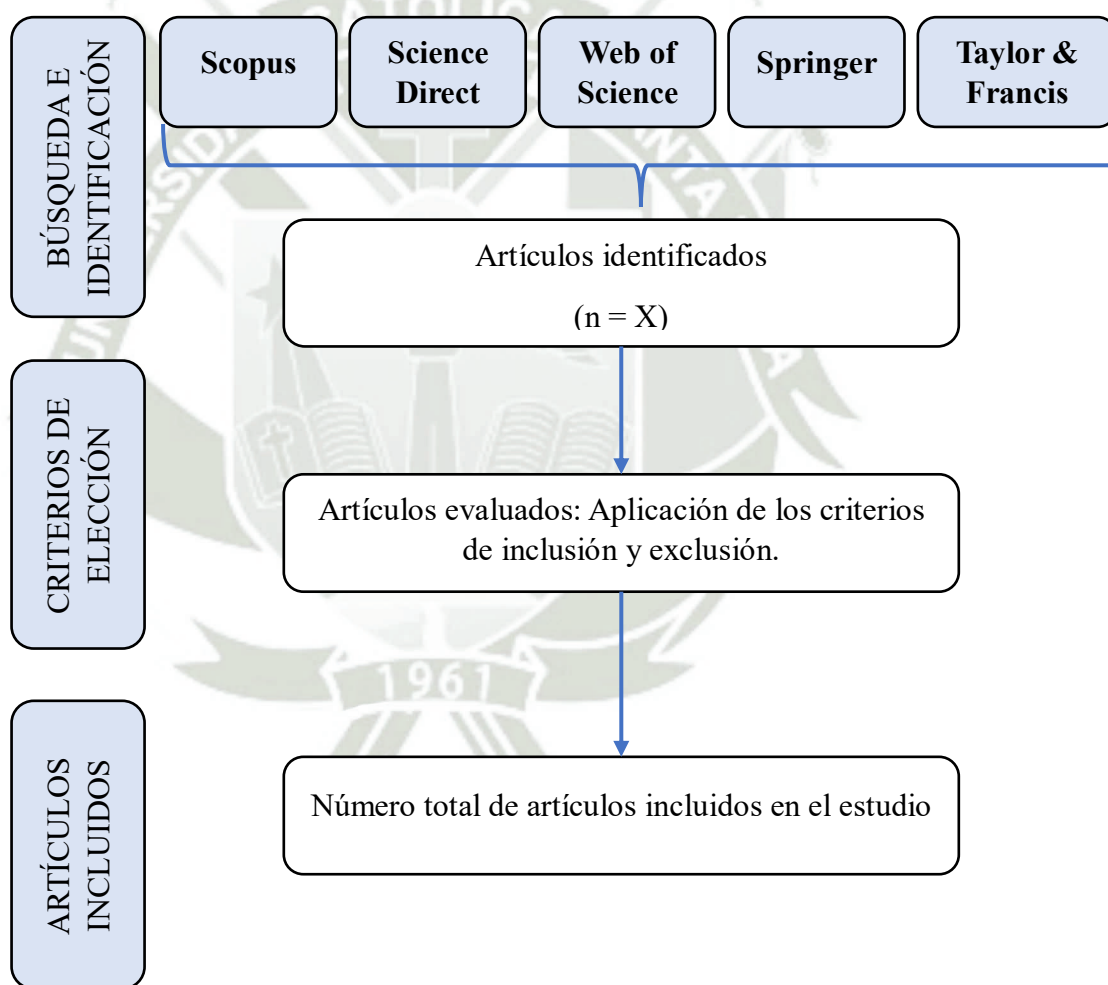 BÚSQUEDA E
IDENTIFICACIÓN
Scopus
Science
Direct
Web of
Science
Springer
Taylor &
Francis
Artículos identificados
(n = X)
CRITERIOS DE
ELECCIÓN
Artículos evaluados: Aplicación de los criterios
de inclusión y exclusión.
1961
ARTÍCULOS
INCLUIDOS
Número total de artículos incluidos en el estudio